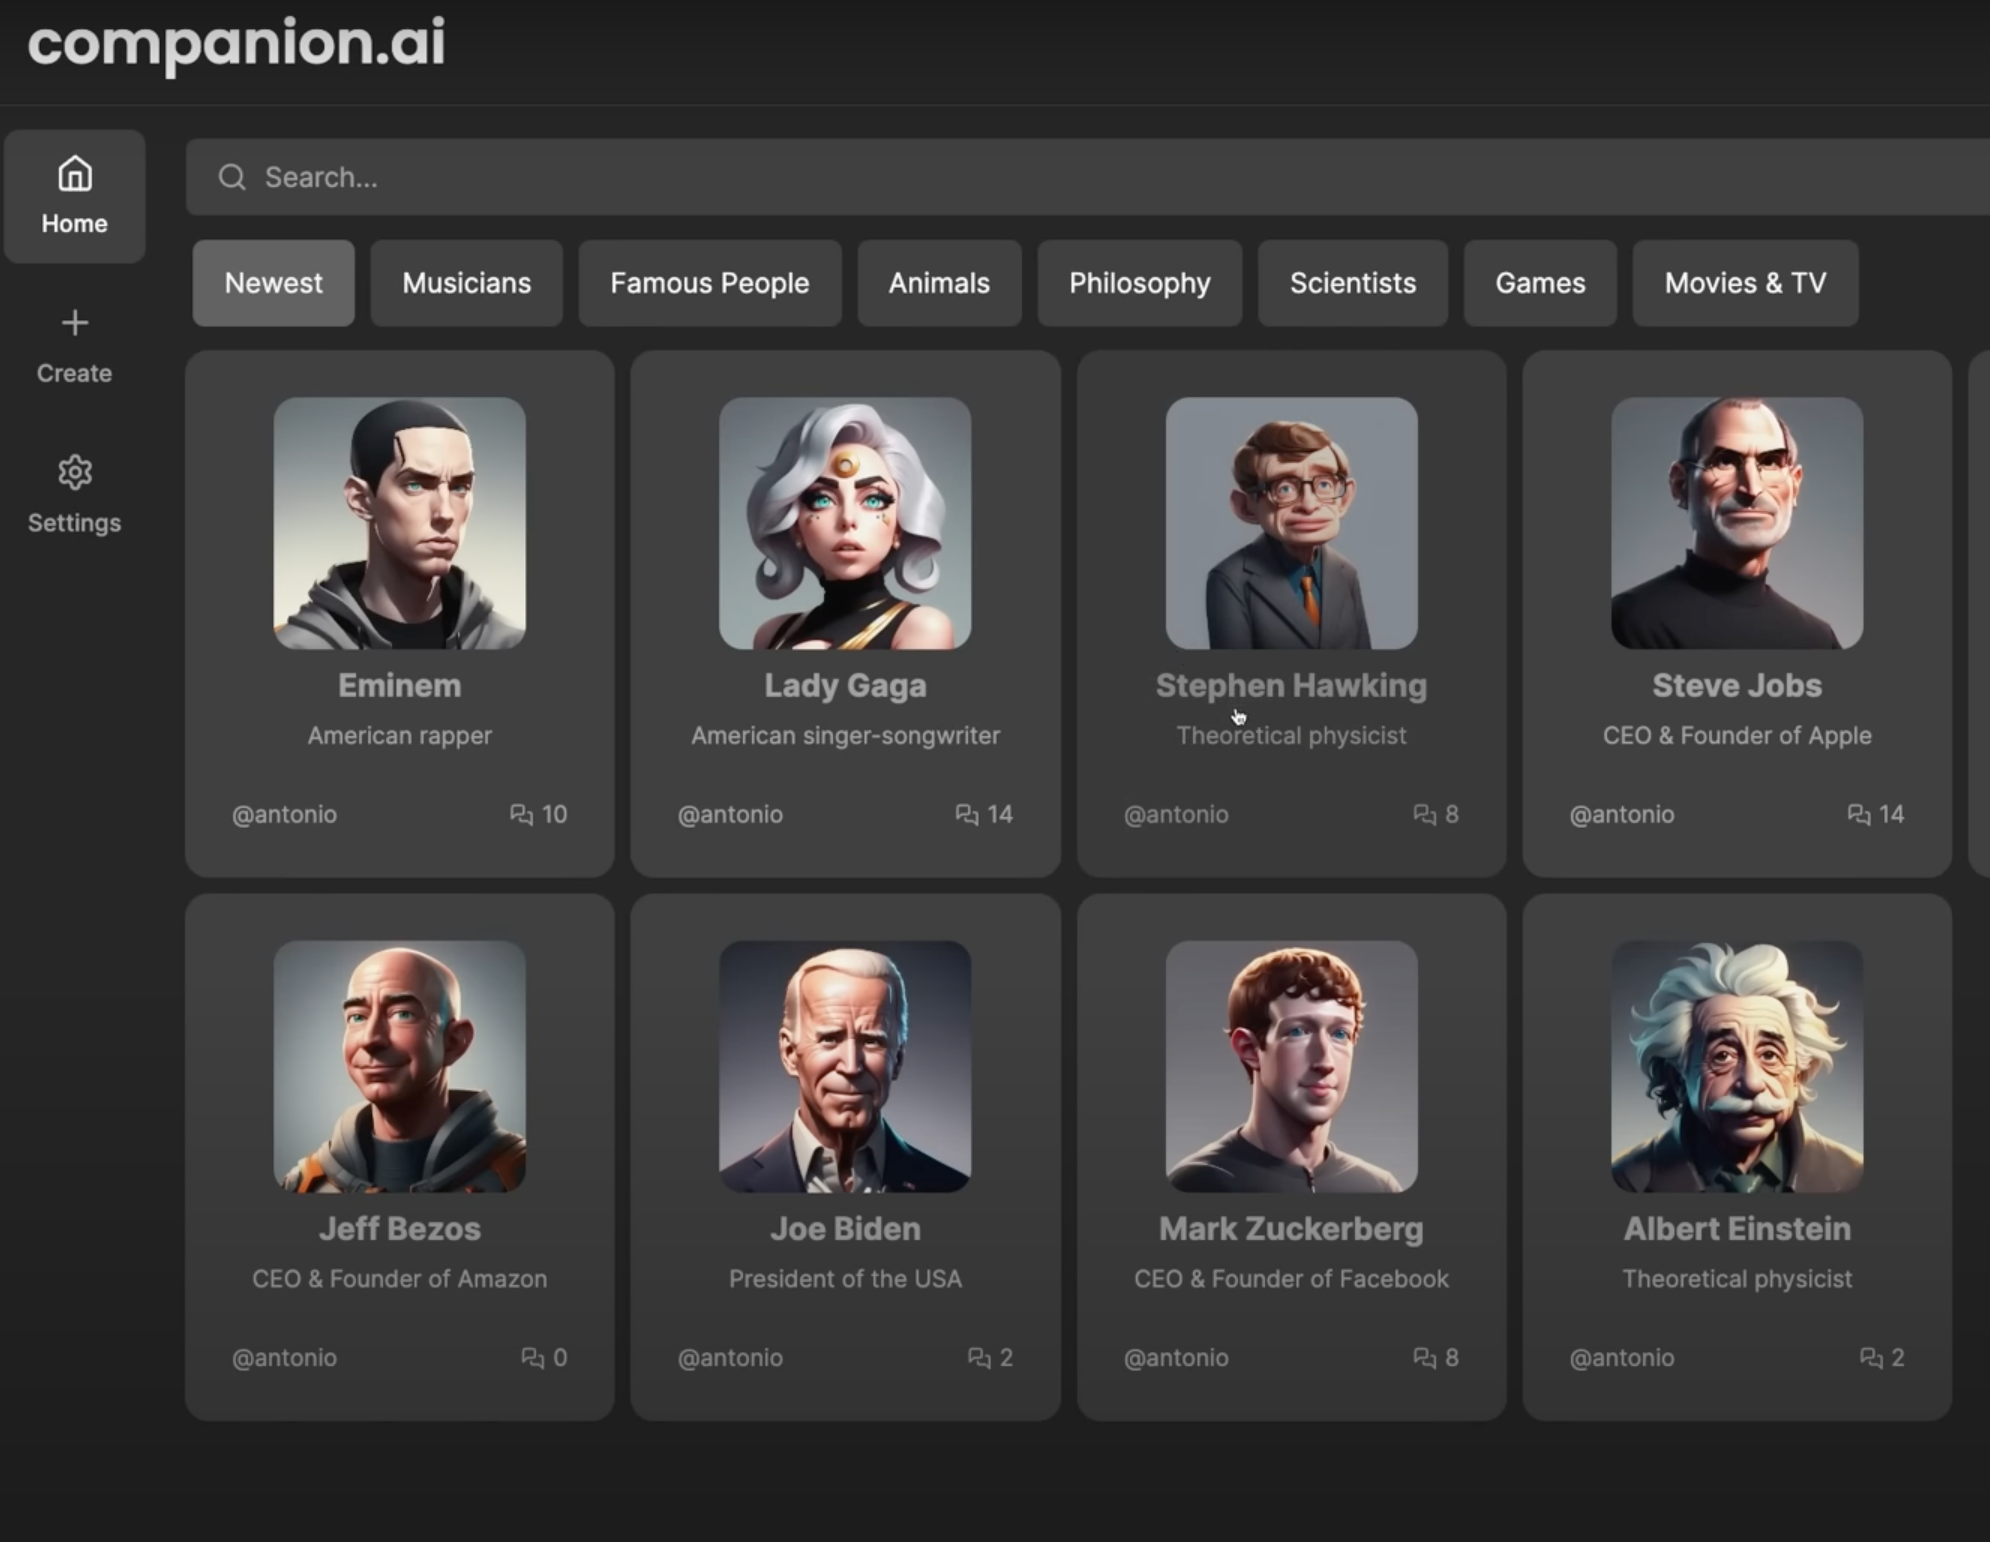 companion.ai
Search...
Home
Newest Musicians Famous People Animals Philosophy Scientists Games Movies & TV
Create
Settings
Eminem Lady Gaga Stephen Hawking Steve Jobs
American rapper American singer-songwriter Theoretical physicist CEO & Founder of Apple
@antonio 10 @antonio 14 @antonio 8 @antonio 14
Jeff Bezos Joe Biden Mark Zuckerberg Albert Einstein
CEO & Founder of Amazon President of the USA CEO & Founder of Facebook Theoretical physicist
@antonio 0 @antonio 2 @antonio 8 @antonio 2